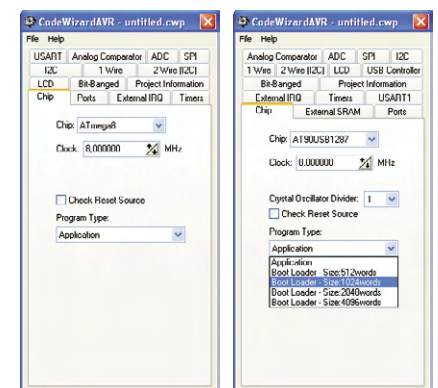 CodeWizardAVR - untitled.cwp
File Help
USART Analog Comparator ADC SPI
I2C 1 Wire 2 Wire (I2C)
LCD Bit-Banged Project Information
Chip Ports External IRQ Timers
Chip: ATmega8
Clock: 8,000000 MHz
Check Reset Source
Program Type:
Application
CodeWizardAVR - untitled.cwp
File Help
Analog Comparator ADC SPI I2C
1 Wire 2 Wire (I2C) LCD USB Controller
Bit-Banged Project Information
External IRQ Timers USART1
Chip External SRAM Ports
Chip: AT90USB1287
Clock: 8.000000 MHz
Crystal Oscillator Divider: 1
Check Reset Source
Program Type:
Application
Application
Boot Loader - Size:512words
Boot Loader - Size:1024words
Boot Loader - Size:2048words
Boot Loader - Size:4096words